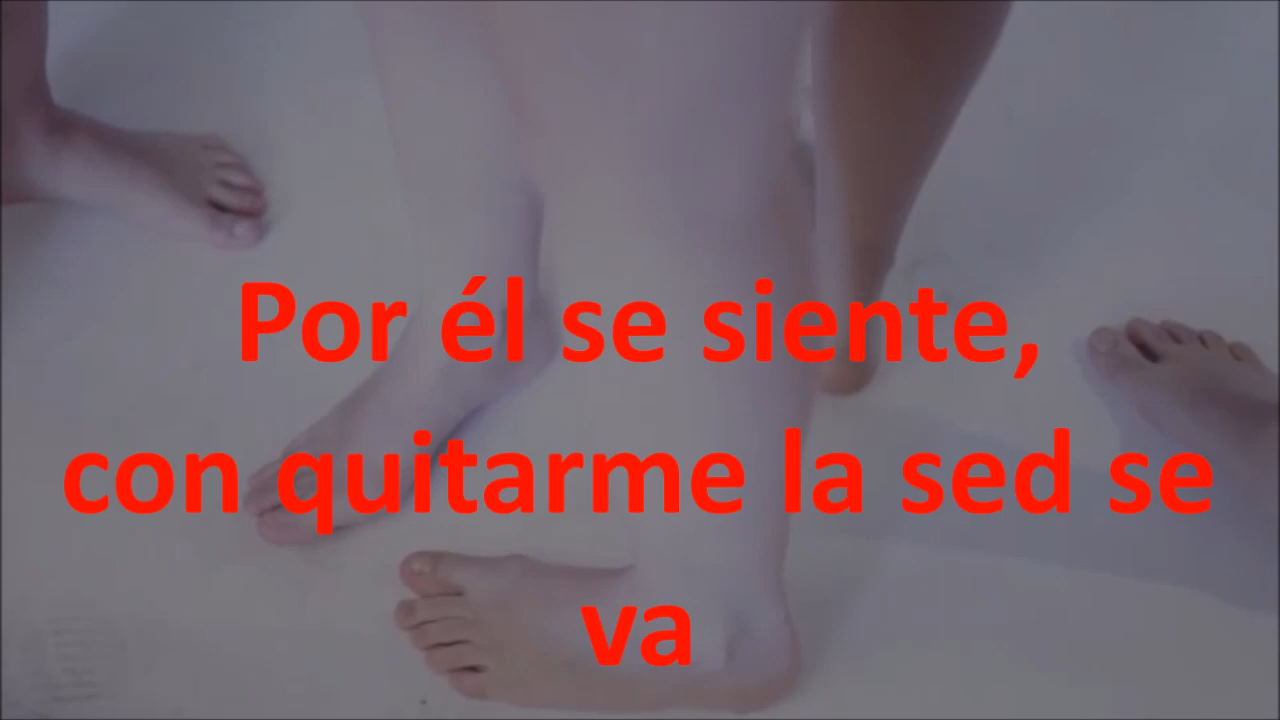 Por él se siente,
con quitarme la sed se
va